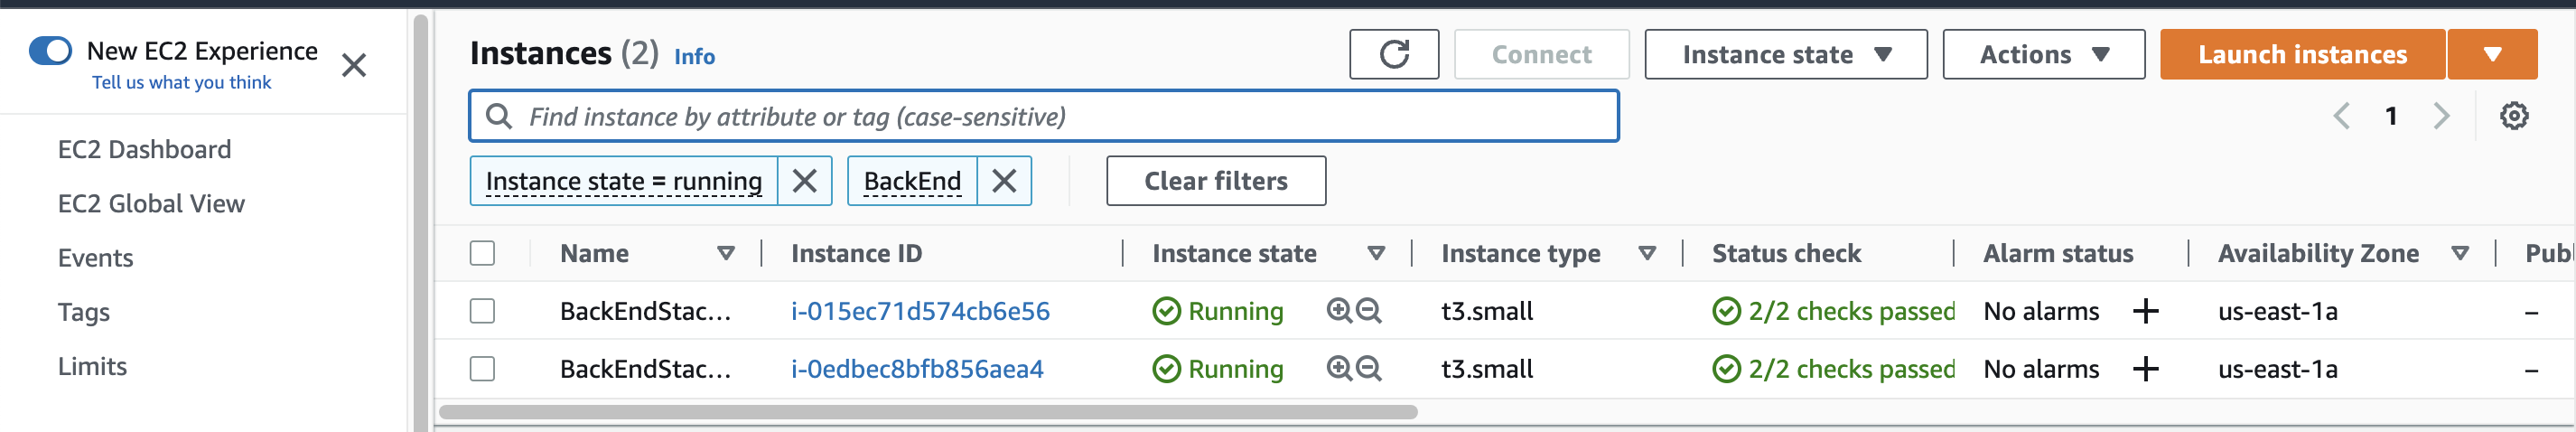 New EC2 Experience
Tell us what you think
EC2 Dashboard
EC2 Global View
Events
Tags
Limits
Instances (2) Info
Connect Instance state Actions Launch instances
Find instance by attribute or tag (case-sensitive)
1
Instance state = running BackEnd Clear filters
Name Instance ID Instance state Instance type Status check Alarm status Availability Zone Publ
BackEndStac... i-015ec71d574cb6e56 Running t3.small 2/2 checks passed No alarms + us-east-1a –
BackEndStac... i-0edbec8bfb856aea4 Running t3.small 2/2 checks passed No alarms + us-east-1a –